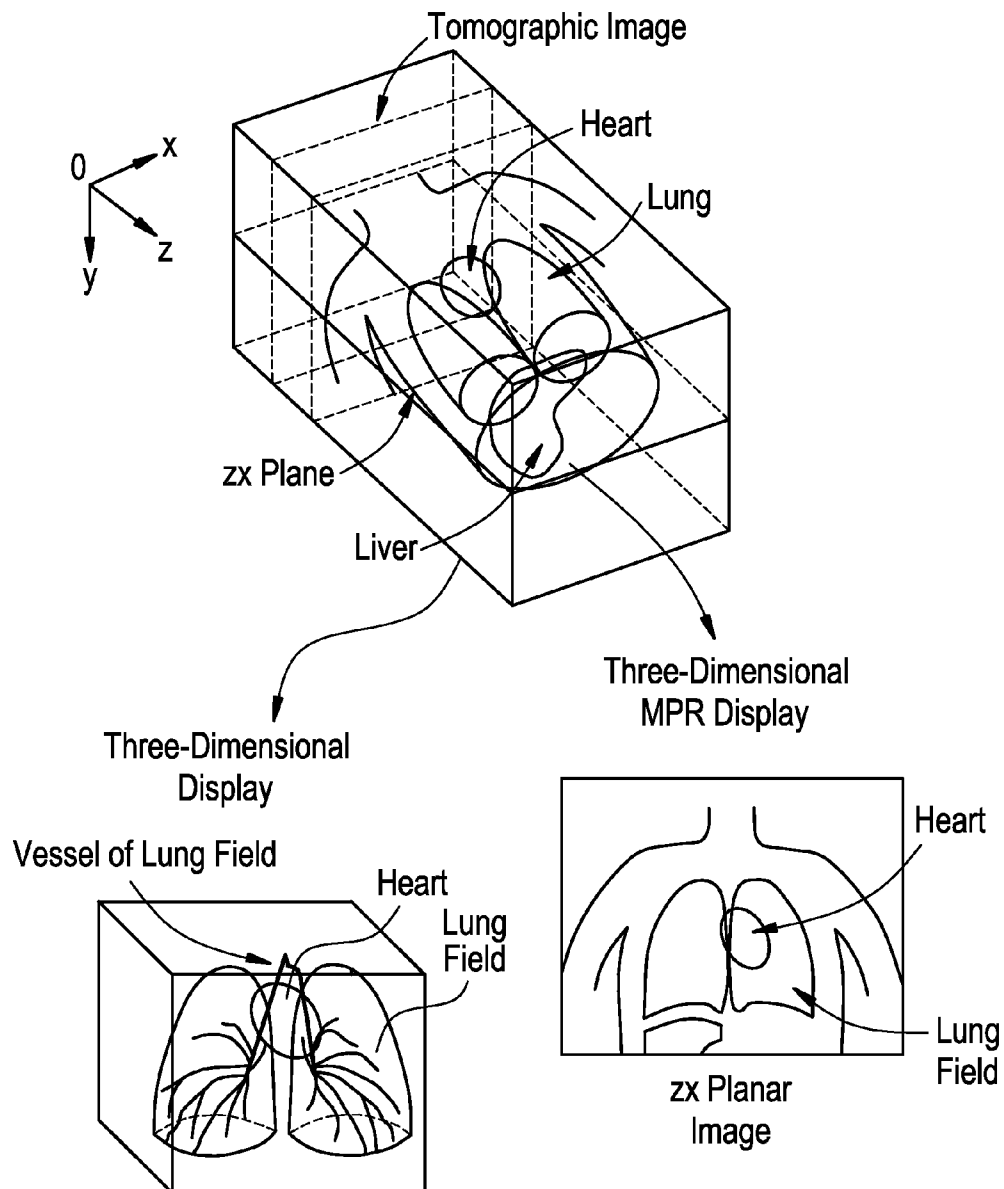 Tomographic Image
Heart
0
x
Lung
z
y
zx Plane
Liver
Three-Dimensional
MPR Display
Three-Dimensional
Display
Vessel of Lung Field
Heart
Lung
Field
Heart
Lung
Field
zx Planar
Image